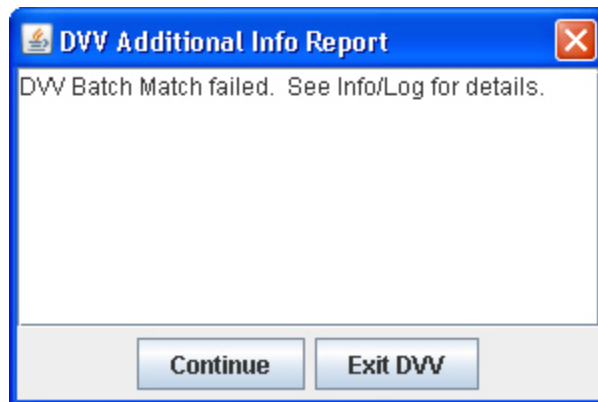 DVV Additional Info Report
DVV Batch Match failed.  See Info/Log for details.
Continue
Exit DVV